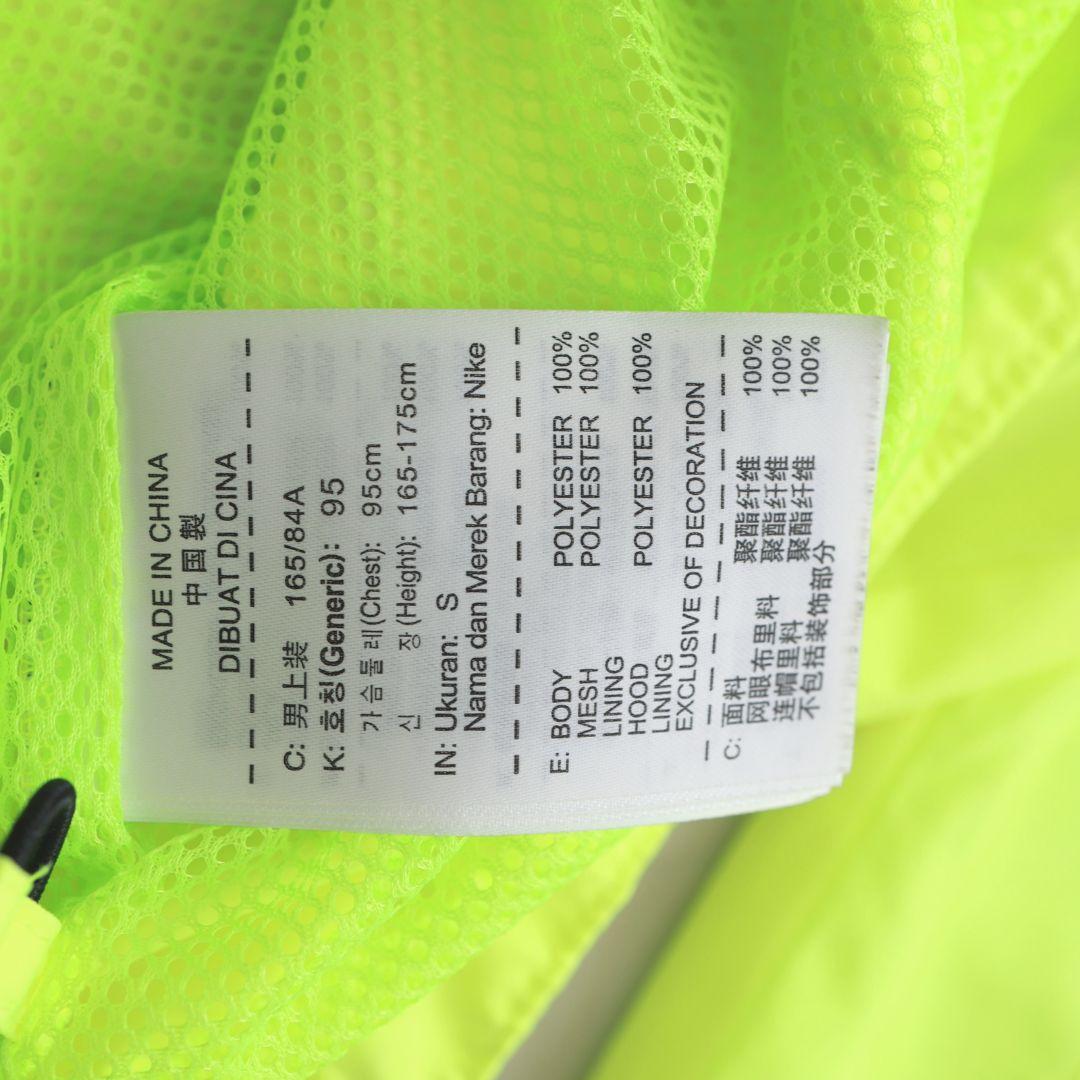 MADE IN CHINA
中 国 製
DIBUAT DI CINA
C: 男上装 165/84A
K: 호칭(Generic): 95
가슴둘레(Chest): 95cm
신 장(Height): 165-175cm
IN: Ukuran: S
Nama dan Merek Barang: Nike
E: BODY POLYESTER 100%
MESH POLYESTER 100%
LINING
HOOD POLYESTER 100%
LINING
EXCLUSIVE OF DECORATION
C: 面料 聚酯纤维 100%
网眼布里料 聚酯纤维 100%
连帽里料 聚酯纤维 100%
不包括装饰部分